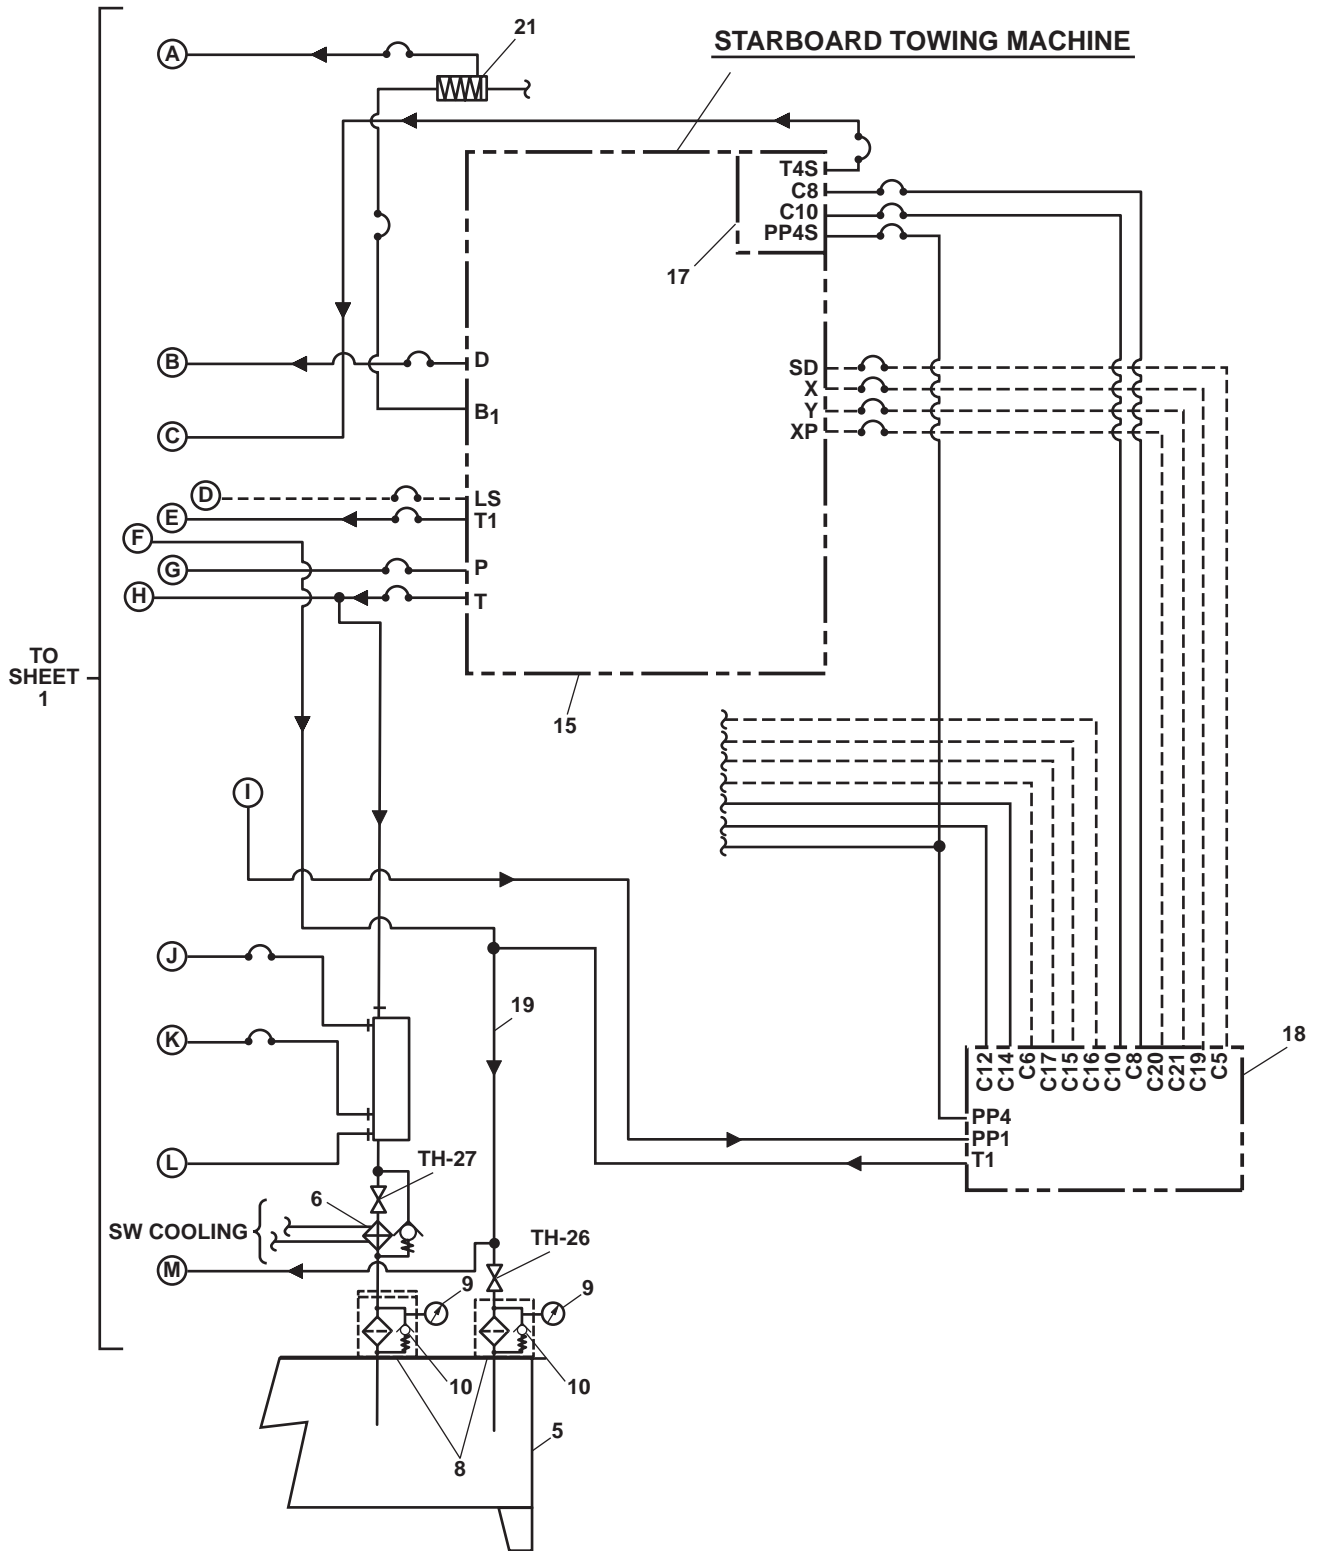 21
STARBOARD TOWING MACHINE
A
T4S
C8
C10
PP4S
17
B
D
B1
C
SD
X
Y
XP
D
LS
E
T1
F
G
P
H
T
TO
SHEET
1
15
I
J
19
K
18
C12
C14
C6
C17
C15
C16
C10
C8
C20
C21
C19
C5
PP4
PP1
T1
L
TH-27
6
SW COOLING
TH-26
M
9
9
10
10
5
8